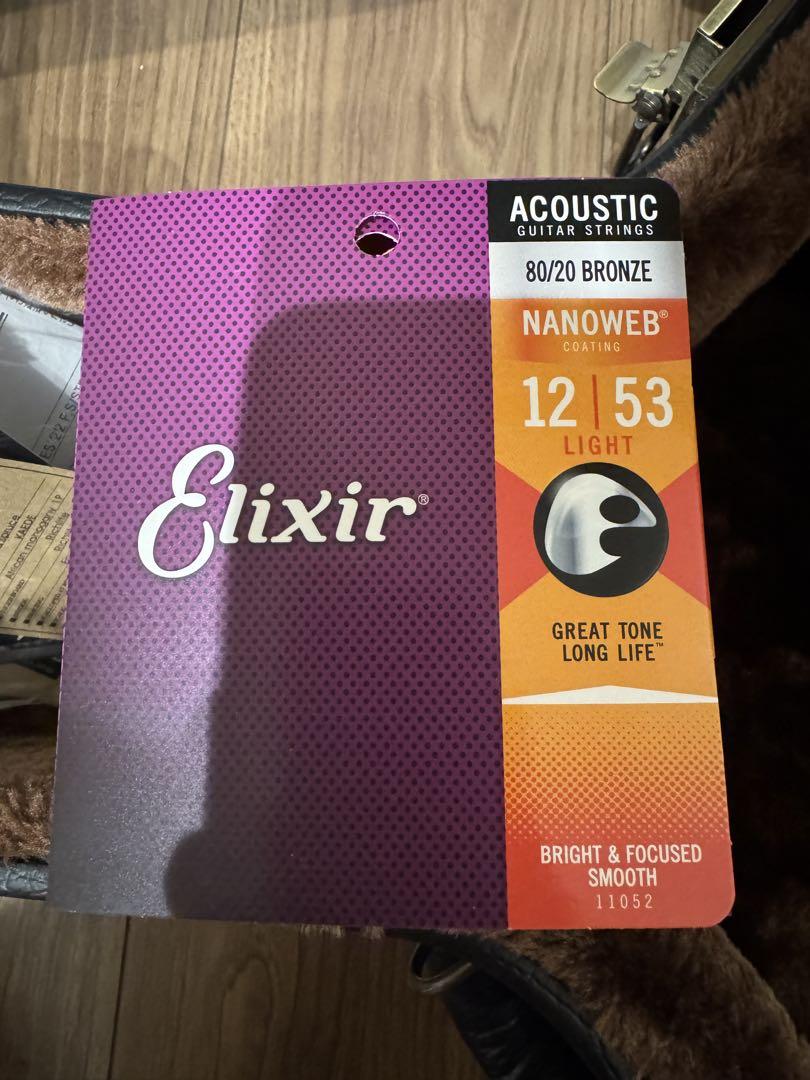 ACOUSTIC
GUITAR STRINGS
80/20 BRONZE
NANOWEB®
COATING
12 | 53
LIGHT
Elixir®
GREAT TONE
LONG LIFE™
BRIGHT & FOCUSED
SMOOTH
11052
KAEDE